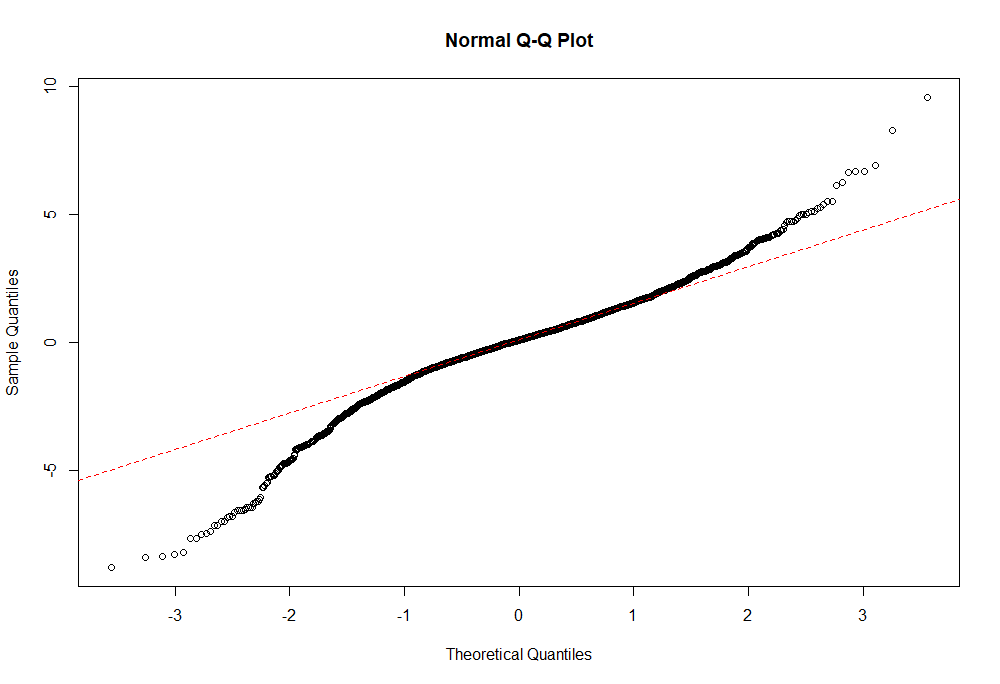 Normal Q-Q Plot
10
5
0
-5
Sample Quantiles
-3 -2 -1 0 1 2 3
Theoretical Quantiles